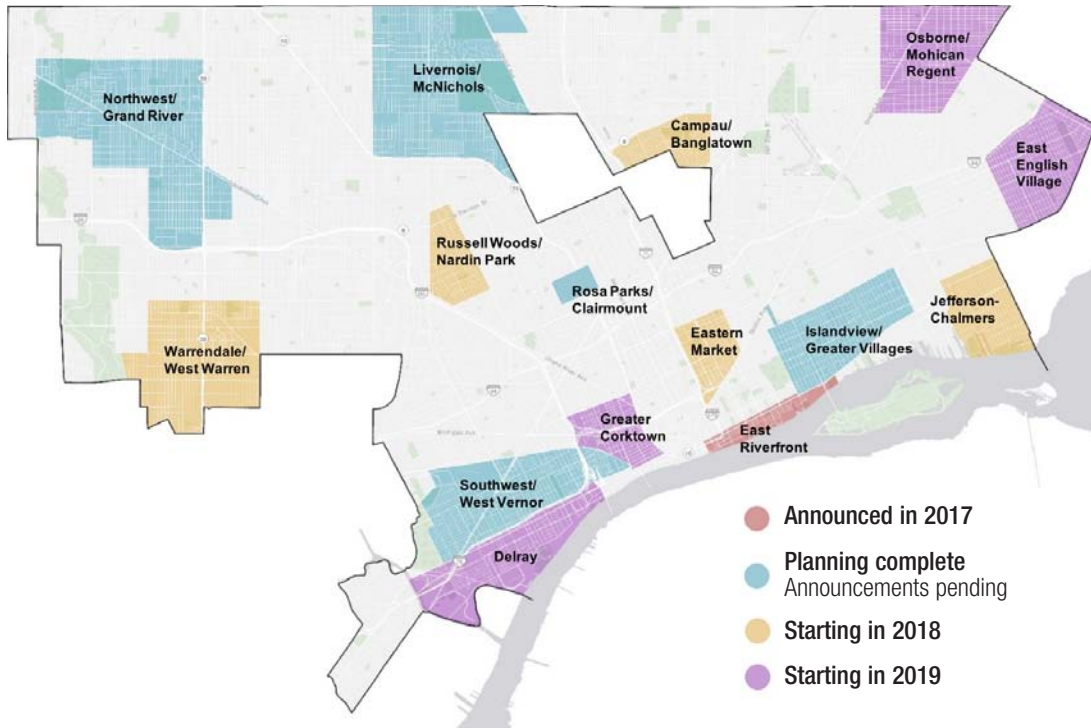 Osborne/
Mohican
Regent
Livernois/
McNichols
Northwest/
Grand River
Campau/
Banglatown
East
English
Village
Russell Woods/
Nardin Park
Rosa Parks/
Clairmount
Jefferson-
Chalmers
Eastern
Market
Islandview/
Greater Villages
Warrendale/
West Warren
Greater
Corktown
East
Riverfront
Southwest/
West Vernor
Delray
Announced in 2017
Planning complete
Announcements pending
Starting in 2018
Starting in 2019